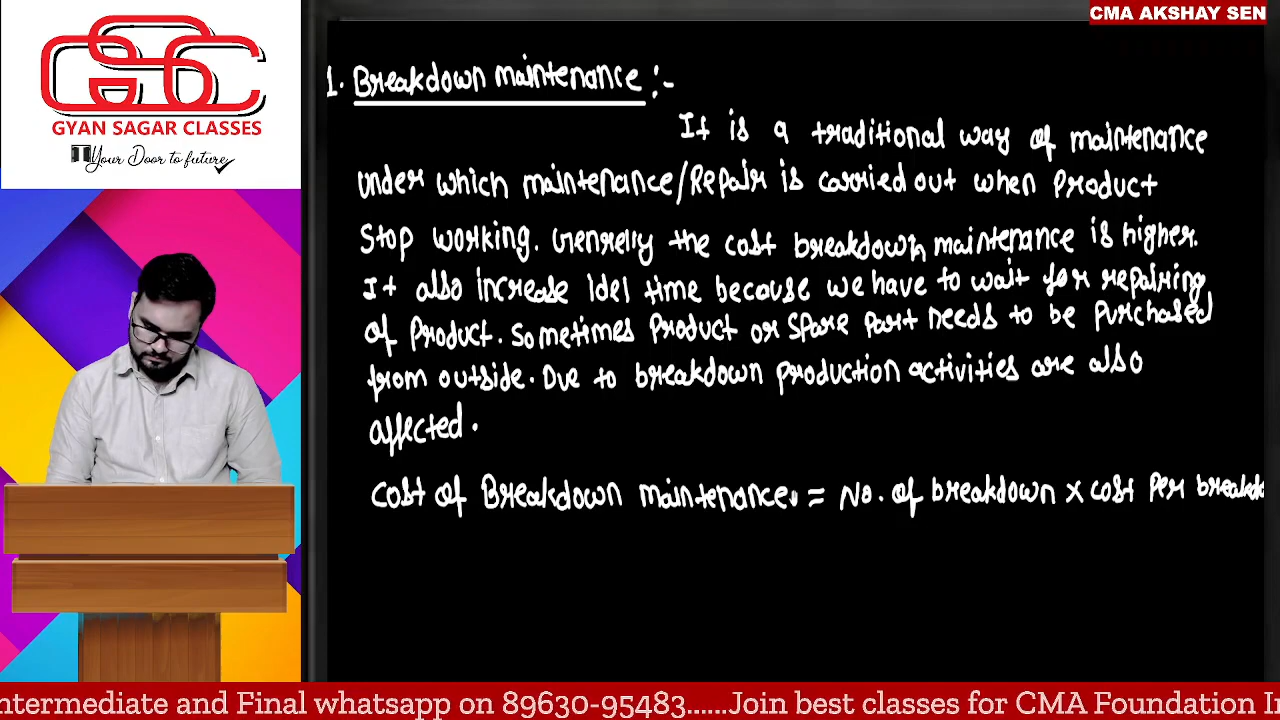 CMA AKSHAY SEN
GSC
GYAN SAGAR CLASSES
Your Door to future
1. Breakdown maintenance :-
It is a traditional way of maintenance
under which maintenance/Repair is carried out when Product
Stop working. Genrelly the cost breakdown maintenance is higher.
It also increase Idel time because we have to wait for repairing
of Product. Sometimes Product or Spare part needs to be Purchased
from outside. Due to breakdown production activities are also
affected.
Cost of Breakdown maintenance. = No. of breakdown x cost Per breakdo
ntermediate and Final whatsapp on 89630-95483......Join best classes for CMA Foundation I